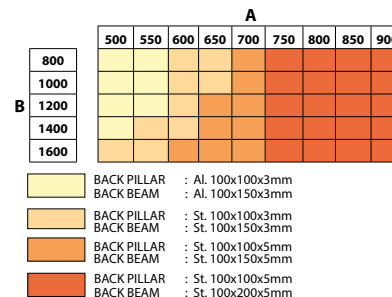 A
500 550 600 650 700 750 800 850 900
800
1000
B 1200
1400
1600
BACK PILLAR : Al. 100x100x3mm
BACK BEAM : Al. 100x150x3mm
BACK PILLAR : St. 100x100x3mm
BACK BEAM : St. 100x150x3mm
BACK PILLAR : St. 100x100x5mm
BACK BEAM : St. 100x150x5mm
BACK PILLAR : St. 100x100x5mm
BACK BEAM : St. 100x200x5mm